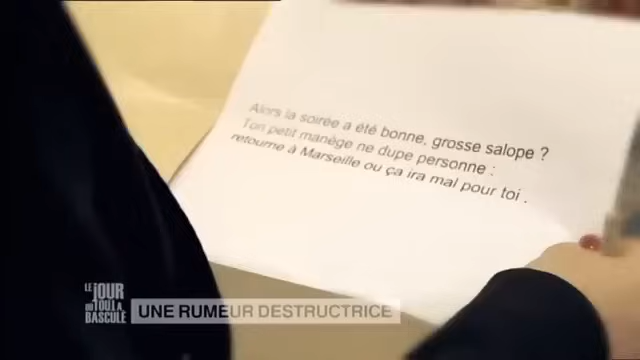 Alors la soirée a été bonne, grosse salope ?
Ton petit manège ne dupe personne :
retourne à Marseille ou ça ira mal pour toi .
LE JOUR
OÙ TOUT A
BASCULÉ
UNE RUMEUR DESTRUCTRICE